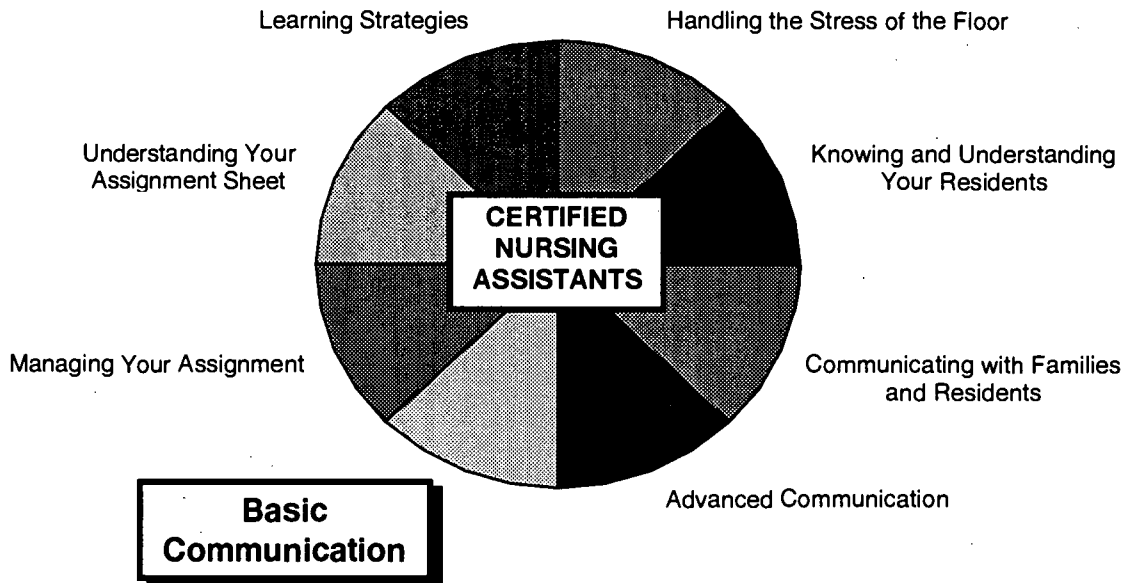 Learning Strategies
Handling the Stress of the Floor
Understanding Your
Assignment Sheet
Knowing and Understanding
Your Residents
CERTIFIED
NURSING
ASSISTANTS
Managing Your Assignment
Communicating with Families
and Residents
Basic
Communication
Advanced Communication